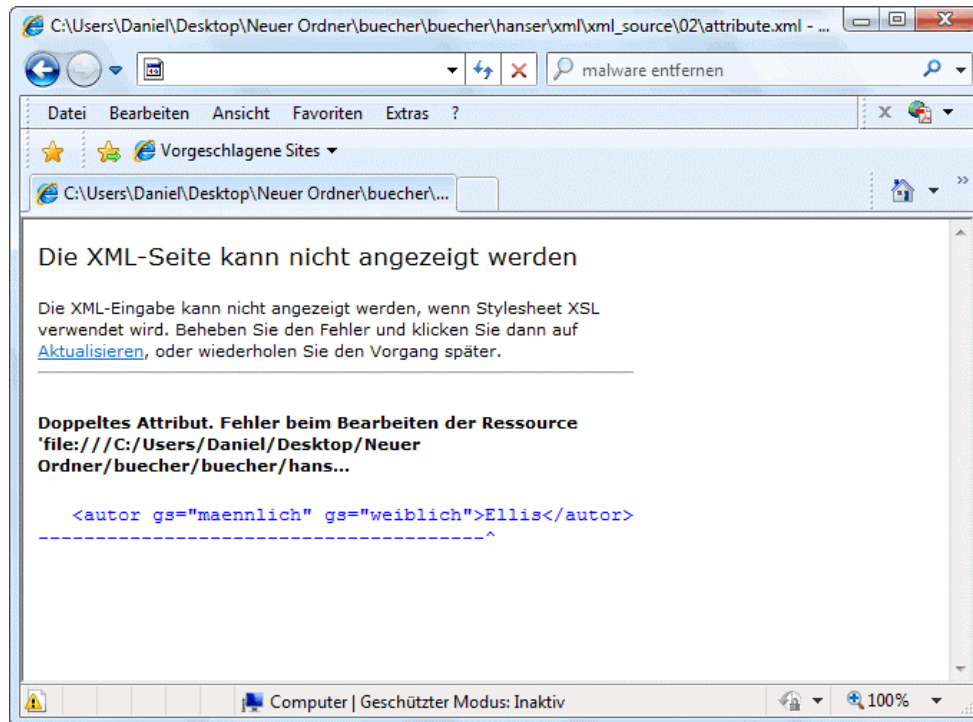 C:\Users\Daniel\Desktop\Neuer Ordner\buecher\buecher\hanser\xml\xml_source\02\attribute.xml - ...
malware entfernen
Datei Bearbeiten Ansicht Favoriten Extras ?
Vorgeschlagene Sites
C:\Users\Daniel\Desktop\Neuer Ordner\buecher\...
Die XML-Seite kann nicht angezeigt werden
Die XML-Eingabe kann nicht angezeigt werden, wenn Stylesheet XSL
verwendet wird. Beheben Sie den Fehler und klicken Sie dann auf
Aktualisieren, oder wiederholen Sie den Vorgang später.
Doppeltes Attribut. Fehler beim Bearbeiten der Ressource
'file:///C:/Users/Daniel/Desktop/Neuer
Ordner/buecher/buecher/hans...
<autor gs="maennlich" gs="weiblich">Ellis</autor>
--------------------------------------^
Computer | Geschützter Modus: Inaktiv
100%